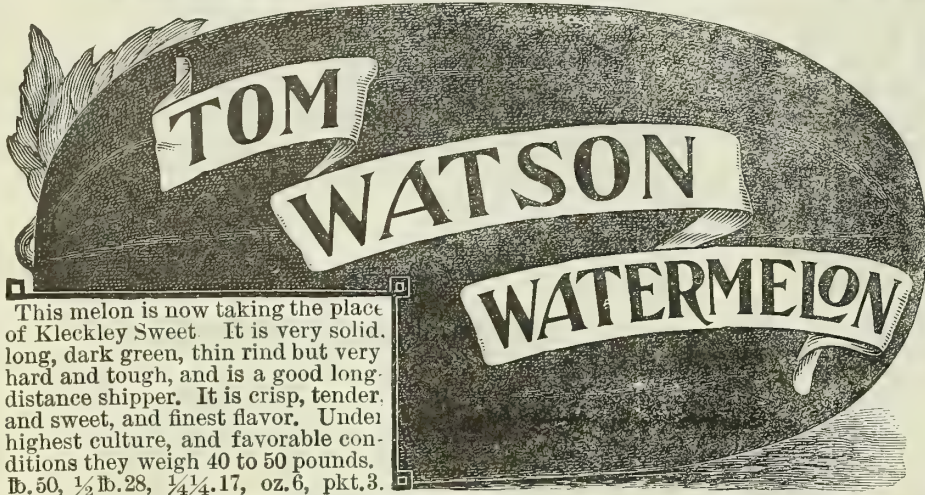 TOM
WATSON
WATERMELON
This melon is now taking the place
of Kleckley Sweet. It is very solid.
long, dark green, thin rind but very
hard and tough, and is a good long-
distance shipper. It is crisp, tender,
and sweet, and finest flavor. Under
highest culture, and favorable con-
ditions they weigh 40 to 50 pounds.
℔.50, ½℔.28, ¼¼.17, oz.6, pkt.3.